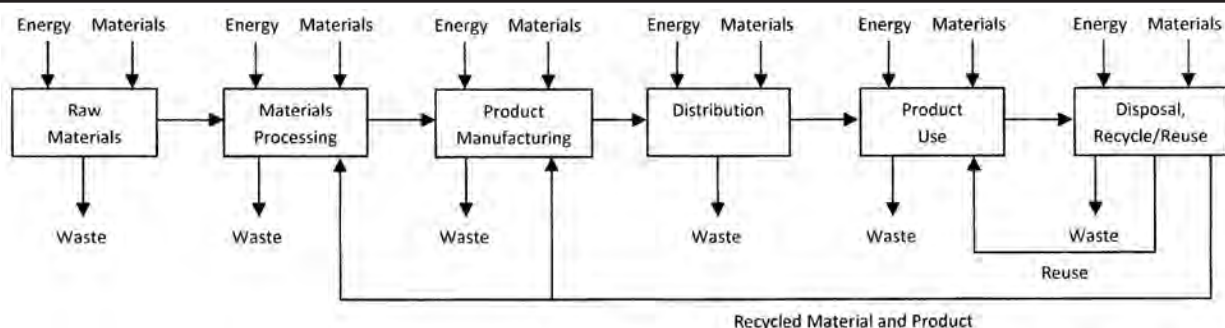 Energy Materials Energy Materials Energy Materials Energy Materials Energy Materials Energy Materials
Raw
Materials
Materials
Processing
Product
Manufacturing
Distribution
Product
Use
Disposal,
Recycle/Reuse
Waste Waste Waste Waste Waste Waste
Reuse
Recycled Material and Product